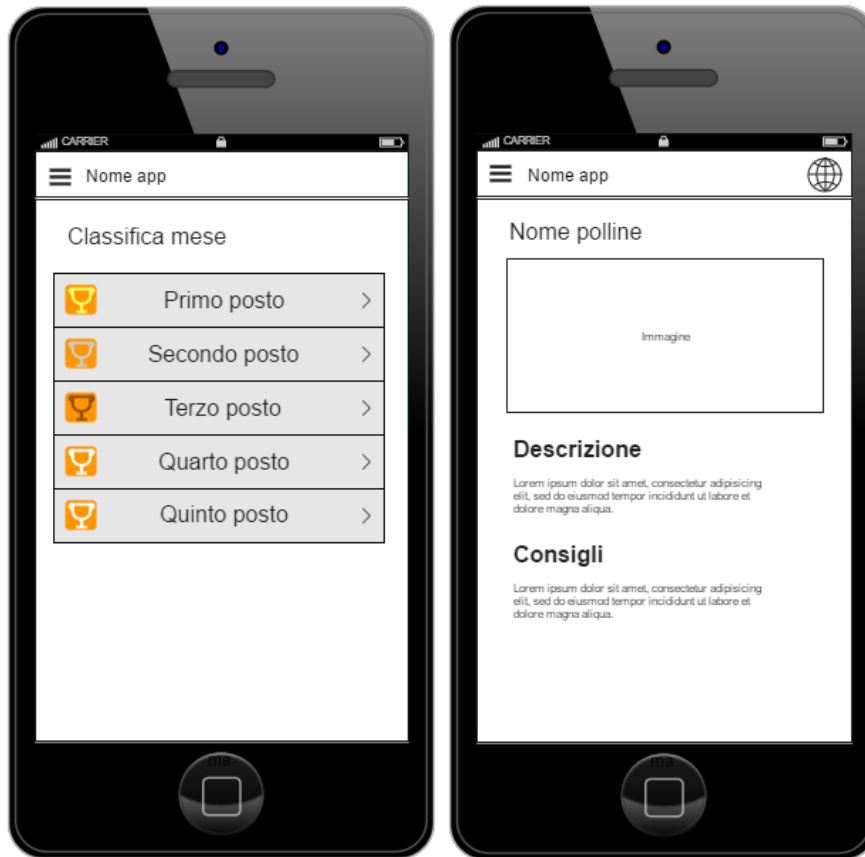 CARRIER
Nome app
Classifica mese
Primo posto
Secondo posto
Terzo posto
Quarto posto
Quinto posto
ma
CARRIER
Nome app
Nome polline
Immagine
Descrizione
Lorem ipsum dolor sit amet, consectetur adipisicing
elit, sed do eiusmod tempor incididunt ut labore et
dolore magna aliqua.
Consigli
Lorem ipsum dolor sit amet, consectetur adipisicing
elit, sed do eiusmod tempor incididunt ut labore et
dolore magna aliqua.
ma